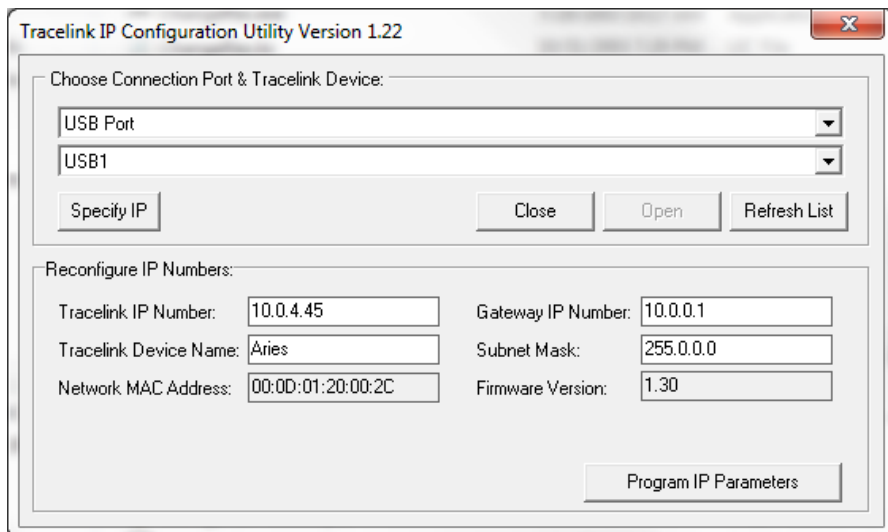 Tracelink IP Configuration Utility Version 1.22
Choose Connection Port & Tracelink Device:
USB Port
USB1
Specify IP
Close
Open
Refresh List
Reconfigure IP Numbers:
Tracelink IP Number: 10.0.4.45
Gateway IP Number: 10.0.0.1
Tracelink Device Name: Aries
Subnet Mask: 255.0.0.0
Network MAC Address: 00:0D:01:20:00:2C
Firmware Version: 1.30
Program IP Parameters